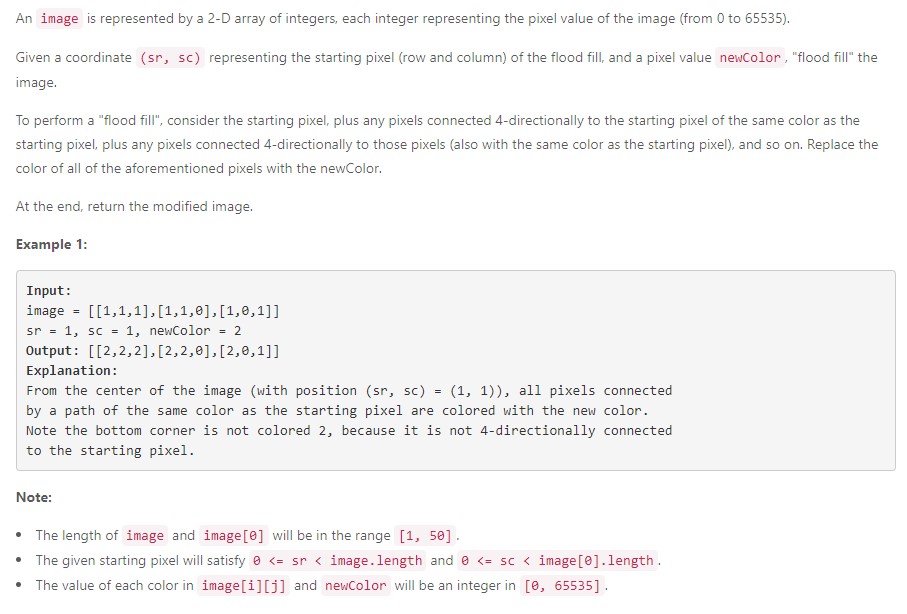 An image is represented by a 2-D array of integers, each integer representing the pixel value of the image (from 0 to 65535).
Given a coordinate (sr, sc) representing the starting pixel (row and column) of the flood fill, and a pixel value newColor, "flood fill" the
image.
To perform a "flood fill", consider the starting pixel, plus any pixels connected 4-directionally to the starting pixel of the same color as the
starting pixel, plus any pixels connected 4-directionally to those pixels (also with the same color as the starting pixel), and so on. Replace the
color of all of the aforementioned pixels with the newColor.
At the end, return the modified image.
Example 1:
Input:
image = [[1,1,1],[1,1,0],[1,0,1]]
sr = 1, sc = 1, newColor = 2
Output: [[2,2,2],[2,2,0],[2,0,1]]
Explanation:
From the center of the image (with position (sr, sc) = (1, 1)), all pixels connected
by a path of the same color as the starting pixel are colored with the new color.
Note the bottom corner is not colored 2, because it is not 4-directionally connected
to the starting pixel.
Note:
• The length of image and image[0] will be in the range [1, 50].
• The given starting pixel will satisfy 0 <= sr < image.length and 0 <= sc < image[0].length.
• The value of each color in image[i][j] and newColor will be an integer in [0, 65535].